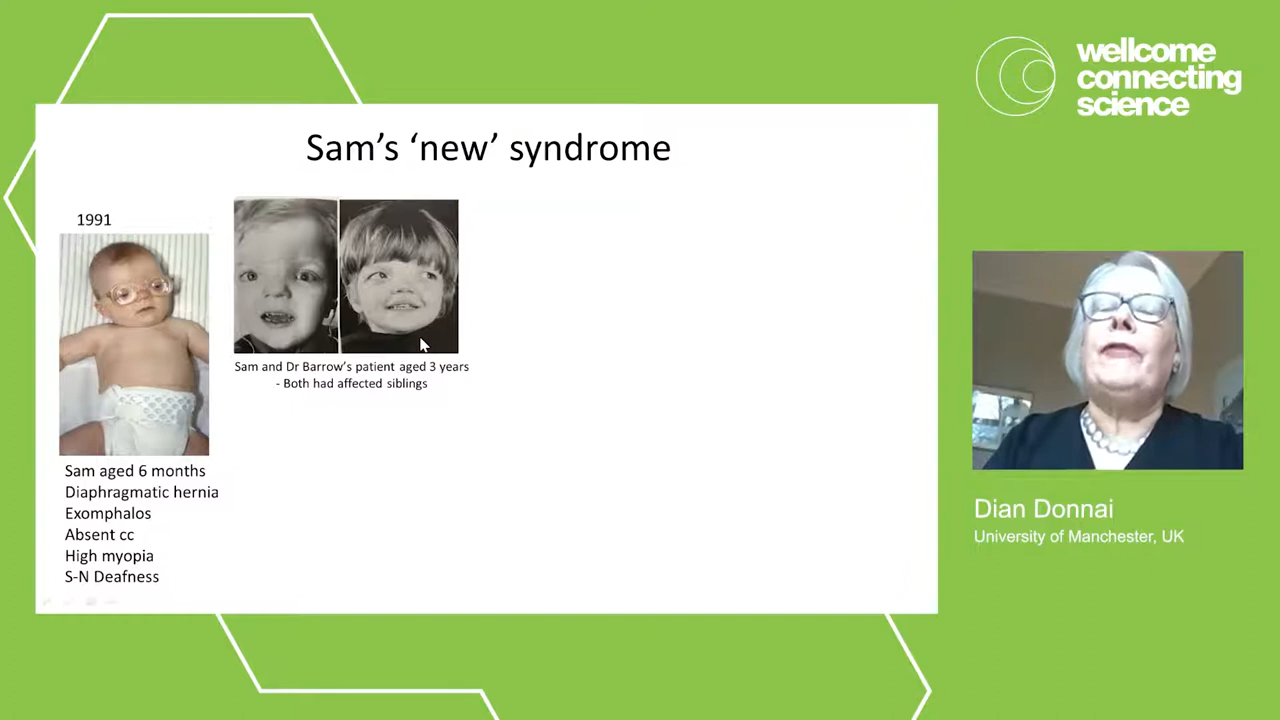 wellcome
connecting
science
Sam’s ‘new’ syndrome
1991
Sam and Dr Barrow’s patient aged 3 years
- Both had affected siblings
Sam aged 6 months
Diaphragmatic hernia
Exomphalos
Absent cc
High myopia
S-N Deafness
Dian Donnai
University of Manchester, UK